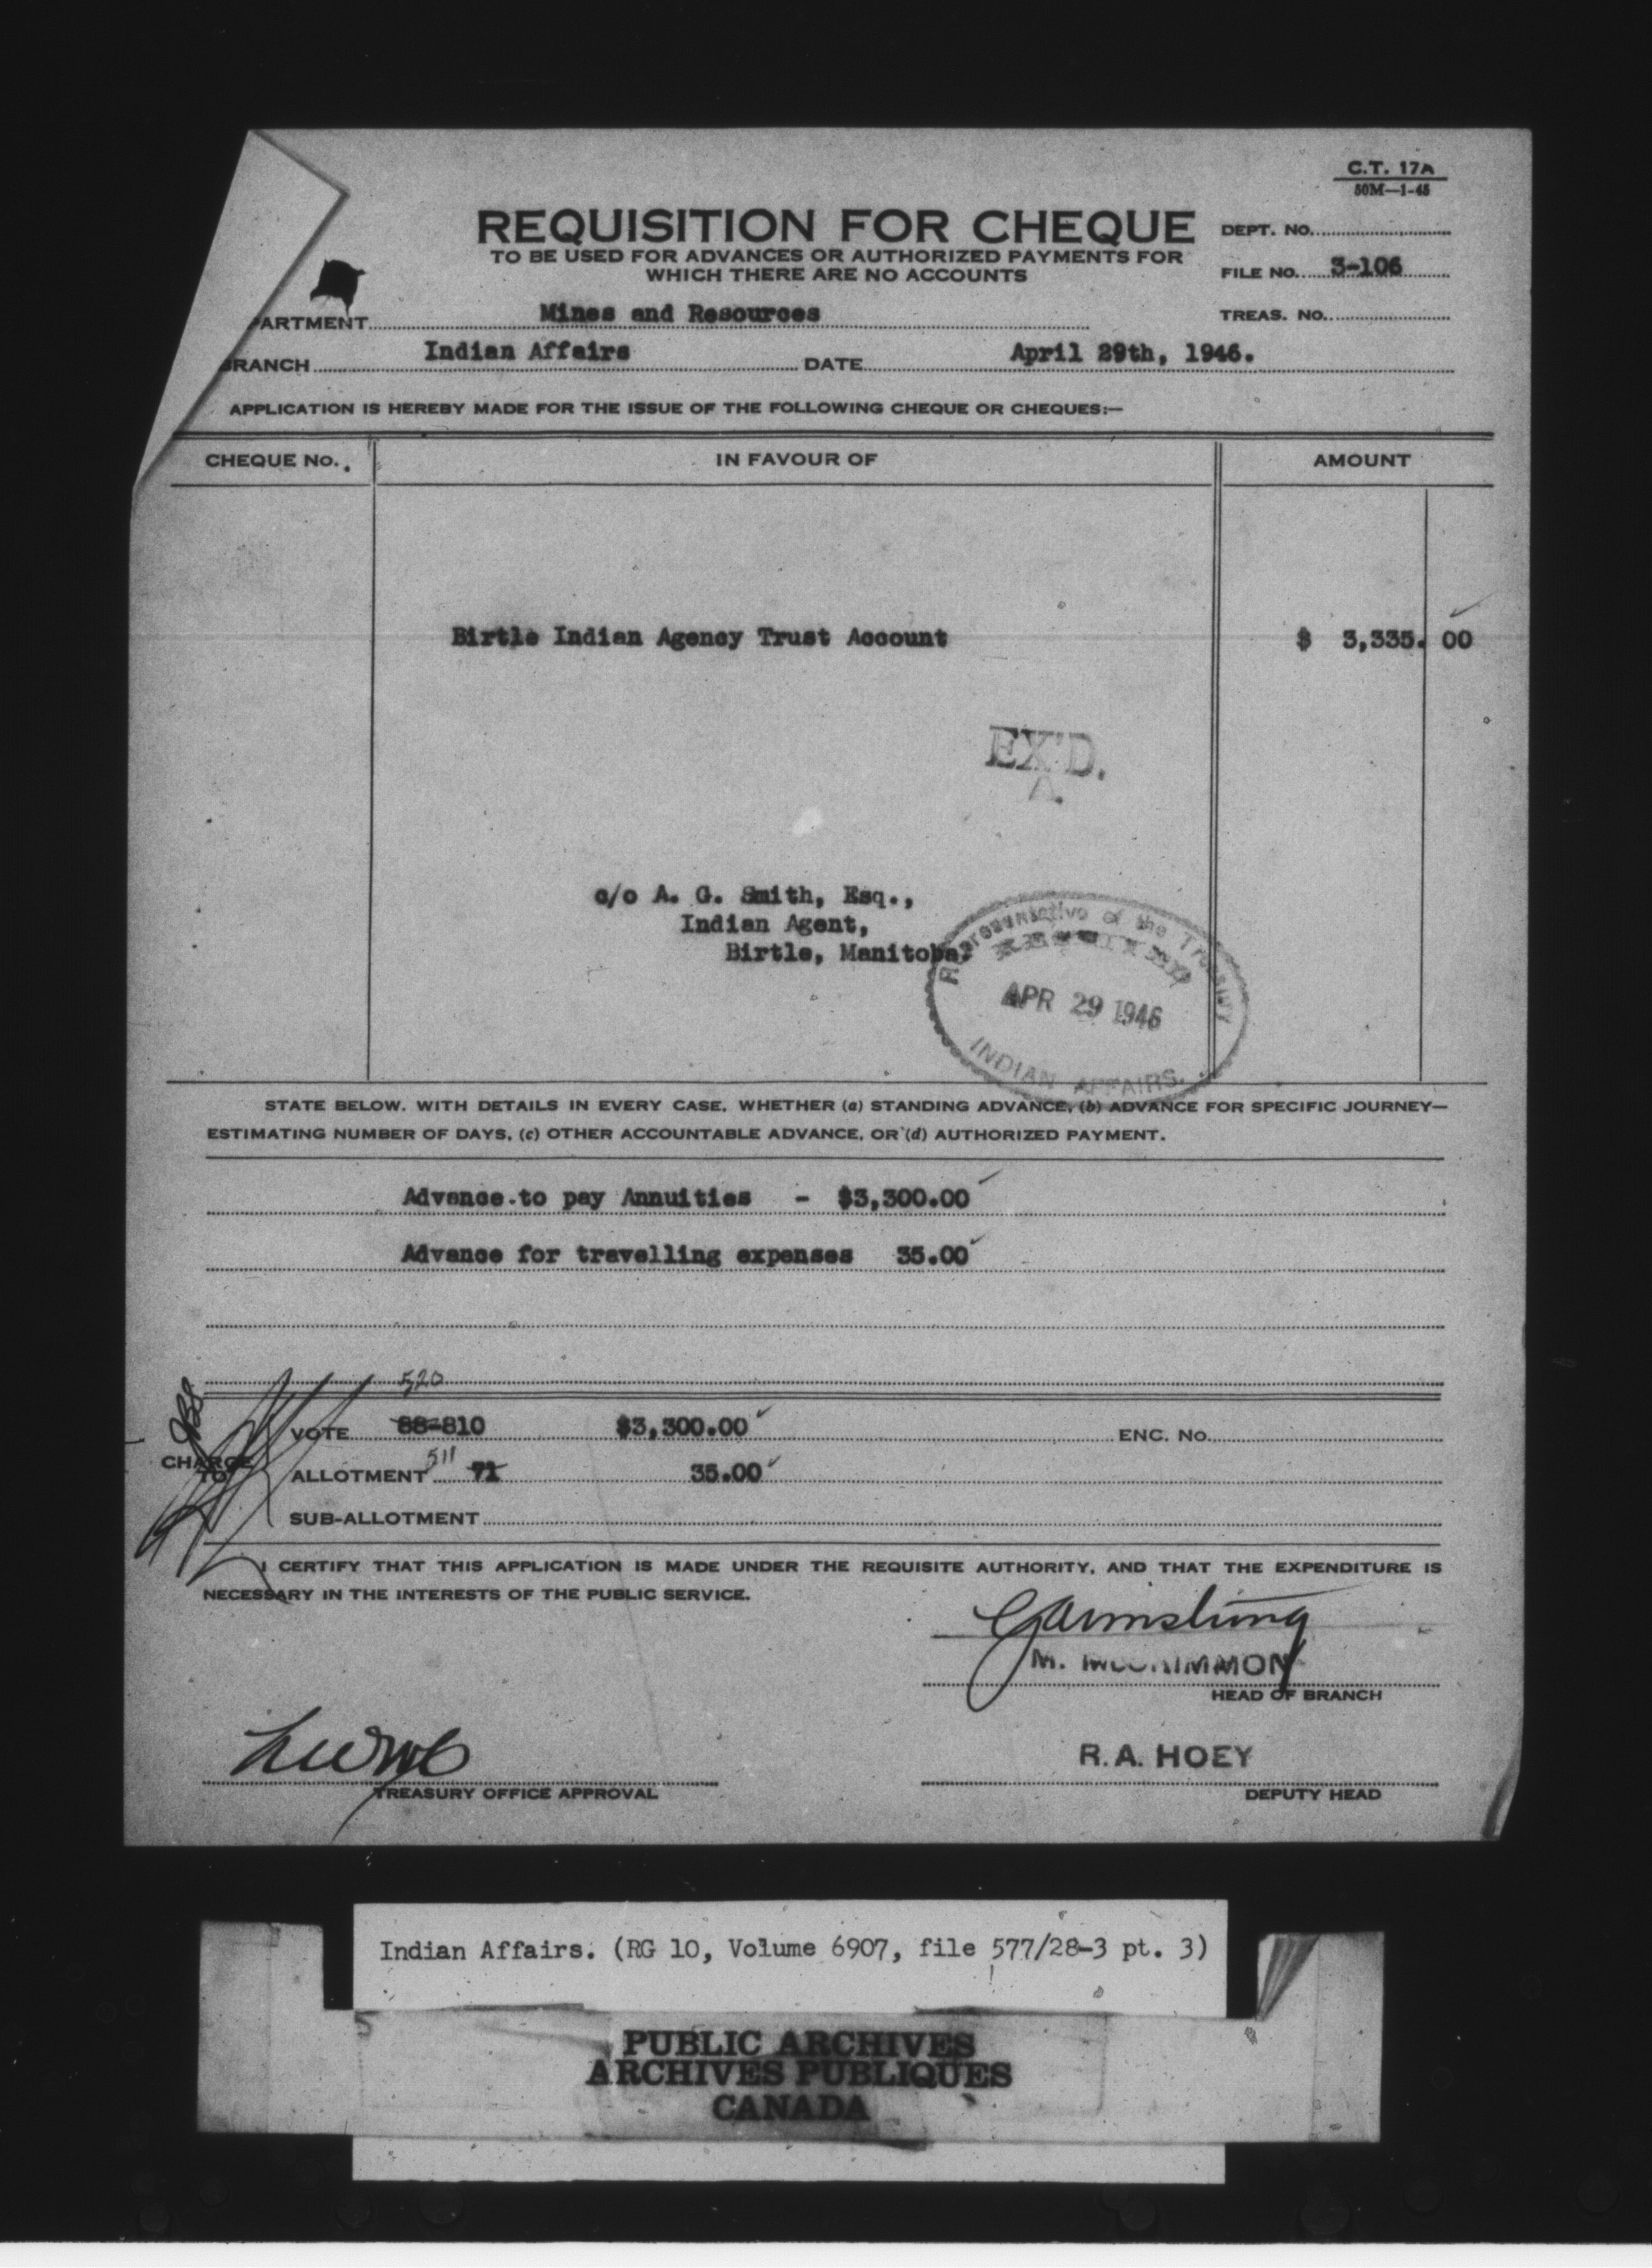 C.T. 17A
50M—1-45
REQUISITION FOR CHEQUE
TO BE USED FOR ADVANCES OR AUTHORIZED PAYMENTS FOR
WHICH THERE ARE NO ACCOUNTS
DEPT. NO.
FILE NO. 3-106
TREAS. NO.
PARTMENT Mines and Resources
BRANCH Indian Affairs DATE April 29th, 1946.
APPLICATION IS HEREBY MADE FOR THE ISSUE OF THE FOLLOWING CHEQUE OR CHEQUES:—
CHEQUE No. IN FAVOUR OF AMOUNT
Birtle Indian Agency Trust Account $ 3,335. 00
EX'D.
A.
c/o A. G. Smith, Esq.,
Indian Agent,
Birtle, Manitoba.
Representative of the Treasury
APR 29 1946
INDIAN AFFAIRS.
STATE BELOW. WITH DETAILS IN EVERY CASE, WHETHER (a) STANDING ADVANCE, (b) ADVANCE FOR SPECIFIC JOURNEY—
ESTIMATING NUMBER OF DAYS, (c) OTHER ACCOUNTABLE ADVANCE, OR (d) AUTHORIZED PAYMENT.
Advance to pay Annuities - $3,300.00
Advance for travelling expenses 35.00
520
VOTE 88-810 $3,300.00 ENC. No.
CHARGE TO
ALLOTMENT 511 71 35.00
SUB-ALLOTMENT
I CERTIFY THAT THIS APPLICATION IS MADE UNDER THE REQUISITE AUTHORITY, AND THAT THE EXPENDITURE IS
NECESSARY IN THE INTERESTS OF THE PUBLIC SERVICE.
M. McCRIMMON
HEAD OF BRANCH
R. A. HOEY
TREASURY OFFICE APPROVAL
DEPUTY HEAD
Indian Affairs. (RG 10, Volume 6907, file 577/28-3 pt. 3)
PUBLIC ARCHIVES
ARCHIVES PUBLIQUES
CANADA